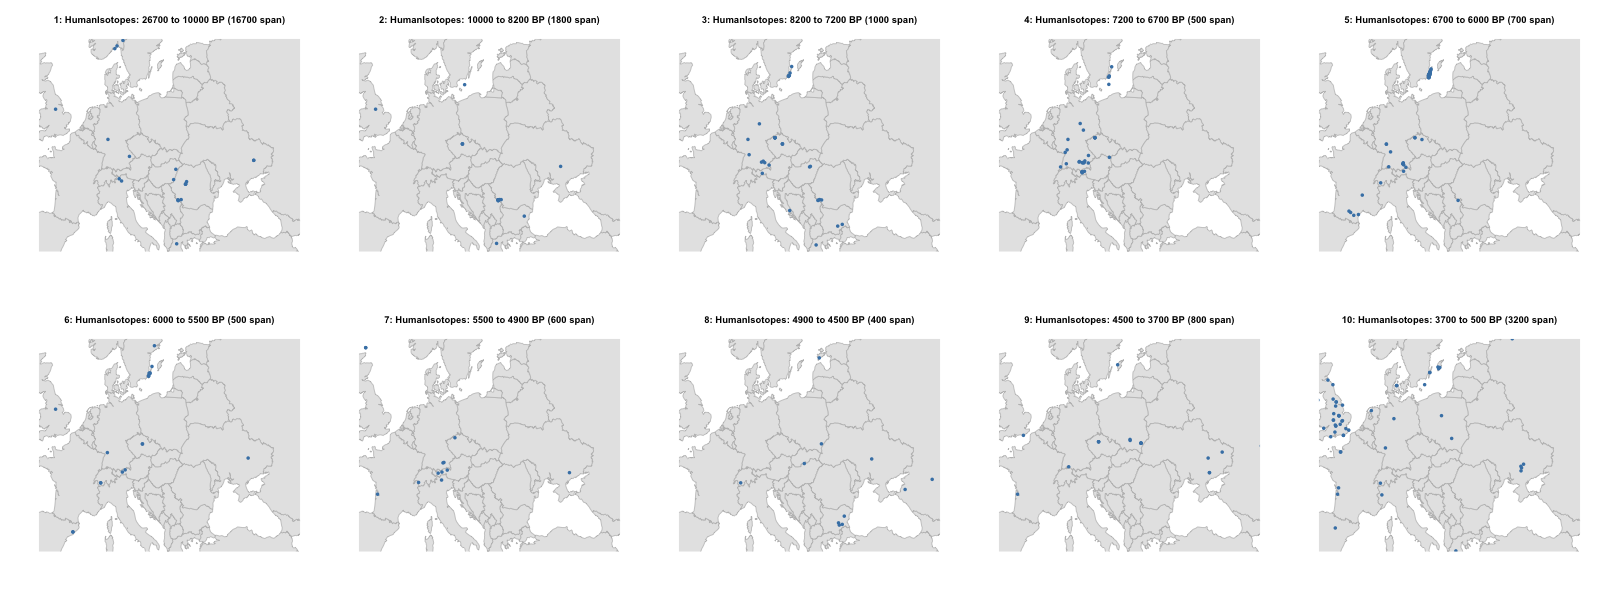 1: HumanIsotopes: 26700 to 10000 BP (16700 span)
2: HumanIsotopes: 10000 to 8200 BP (1800 span)
3: HumanIsotopes: 8200 to 7200 BP (1000 span)
4: HumanIsotopes: 7200 to 6700 BP (500 span)
5: HumanIsotopes: 6700 to 6000 BP (700 span)
6: HumanIsotopes: 6000 to 5500 BP (500 span)
7: HumanIsotopes: 5500 to 4900 BP (600 span)
8: HumanIsotopes: 4900 to 4500 BP (400 span)
9: HumanIsotopes: 4500 to 3700 BP (800 span)
10: HumanIsotopes: 3700 to 500 BP (3200 span)